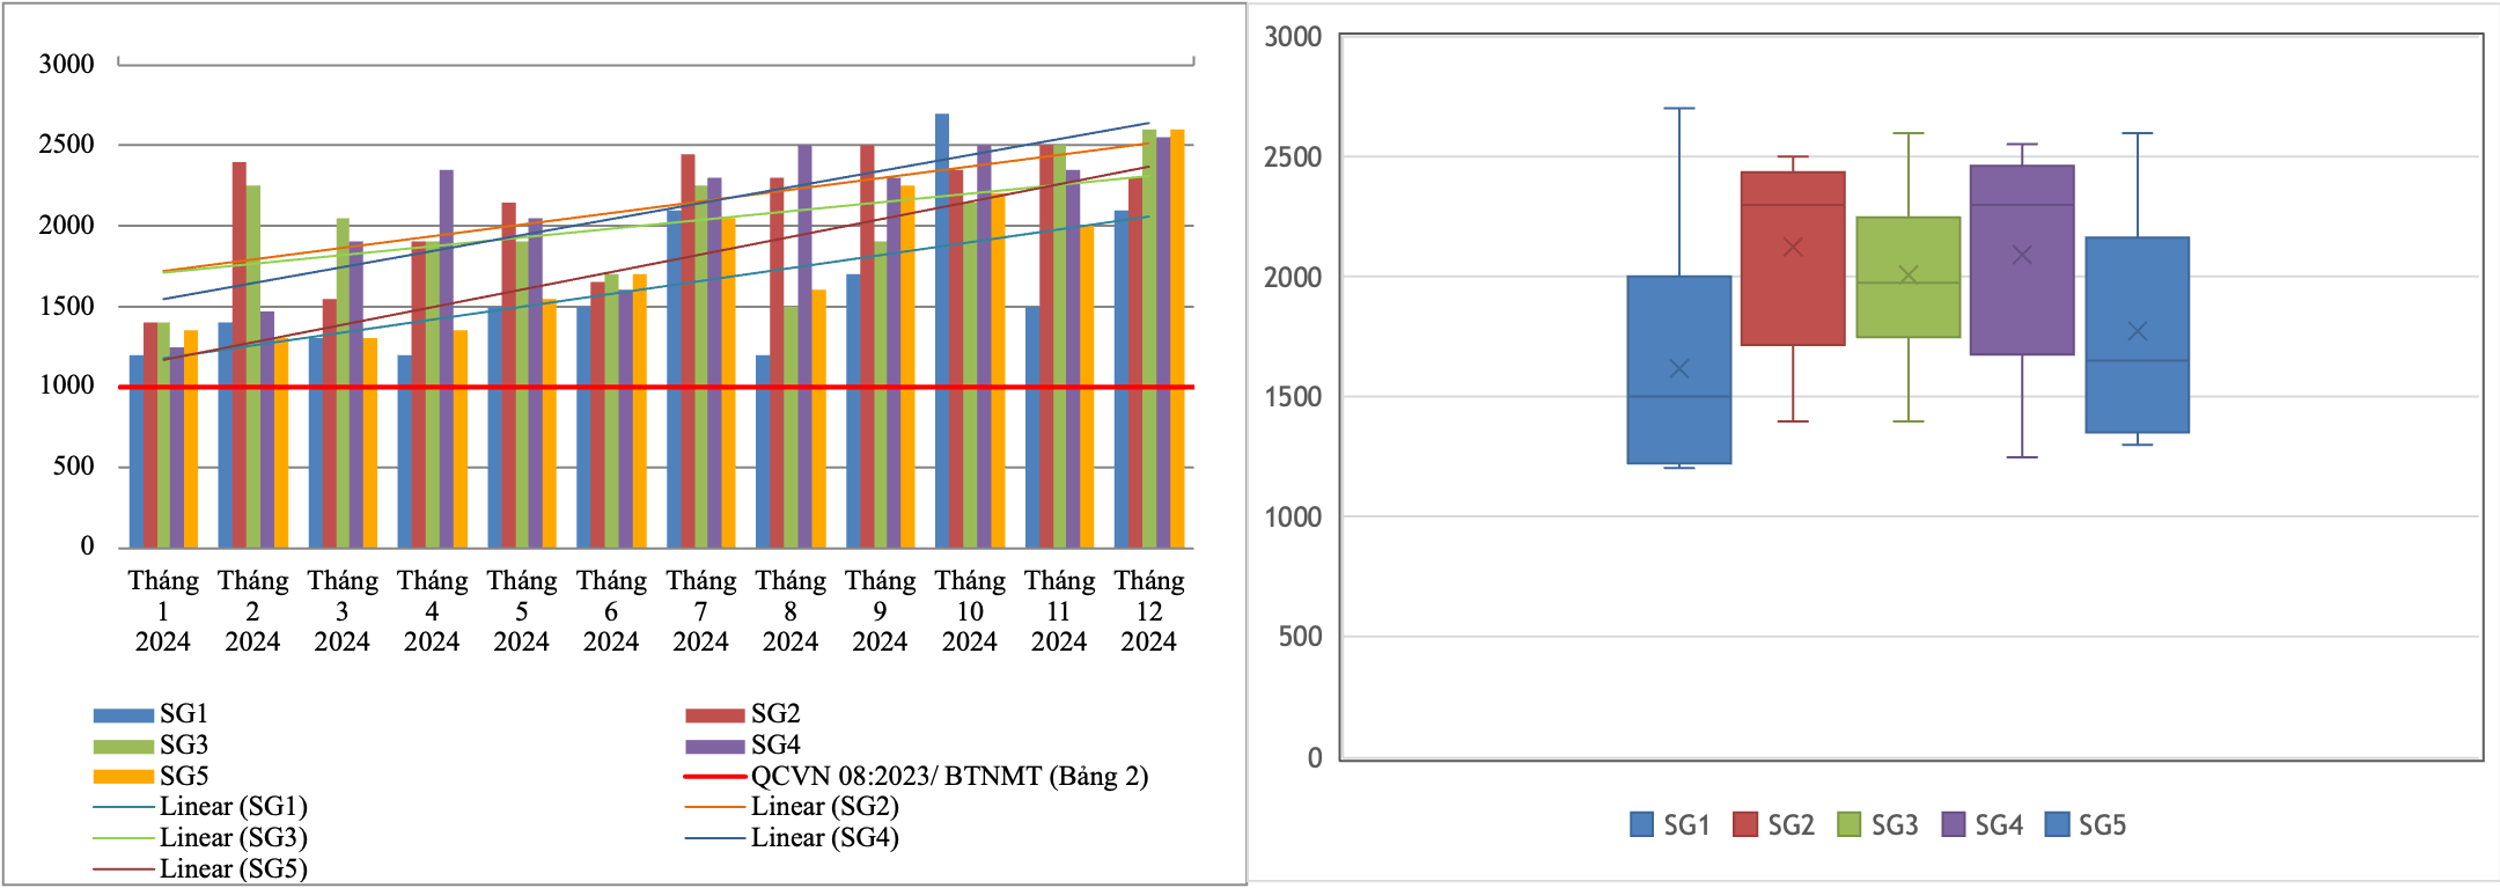 3000
2500
2000
1500
1000
500
0
Tháng Tháng Tháng Tháng Tháng Tháng Tháng Tháng Tháng Tháng Tháng Tháng
1 2 3 4 5 6 7 8 9 10 11 12
2024 2024 2024 2024 2024 2024 2024 2024 2024 2024 2024 2024
SG1 SG2
SG3 SG4
SG5 QCVN 08:2023/ BTNMT (Bảng 2)
Linear (SG1) Linear (SG2)
Linear (SG3) Linear (SG4)
Linear (SG5)
3000
2500
2000
1500
1000
500
0
SG1 SG2 SG3 SG4 SG5